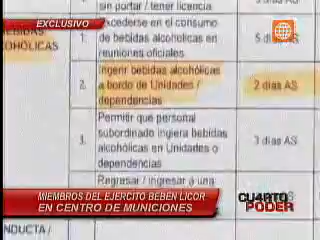 sin portar / tener licencia
EXCLUSIVO
Excederse en el consumo
1. de bebidas alcohólicas en 5 días AS
reuniones oficiales
BEBIDAS
ALCOHÓLICAS
Ingerir bebidas alcohólicas
2. a bordo de Unidades / 2 días AS
dependencias
Permitir que personal
subordinado ingiera bebidas
3. alcohólicas en Unidades o 3 días AS
dependencias
Regresar / ingresar a una
MIEMBROS DEL EJERCITO BEBEN LICOR
EN CENTRO DE MUNICIONES
CUARTO
PODER
CONDUCTA /